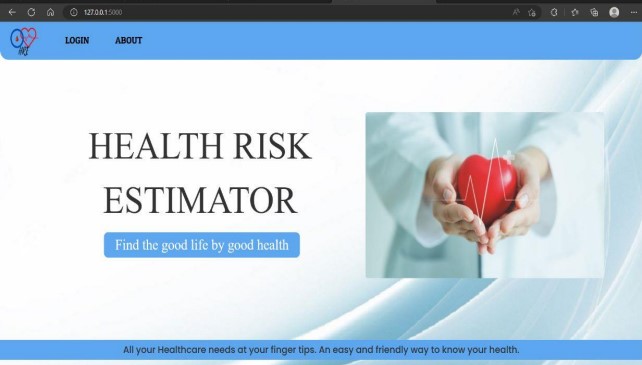 127.0.0.1:5000
LOGIN ABOUT
HEALTH RISK
ESTIMATOR
Find the good life by good health
All your Healthcare needs at your finger tips. An easy and friendly way to know your health.